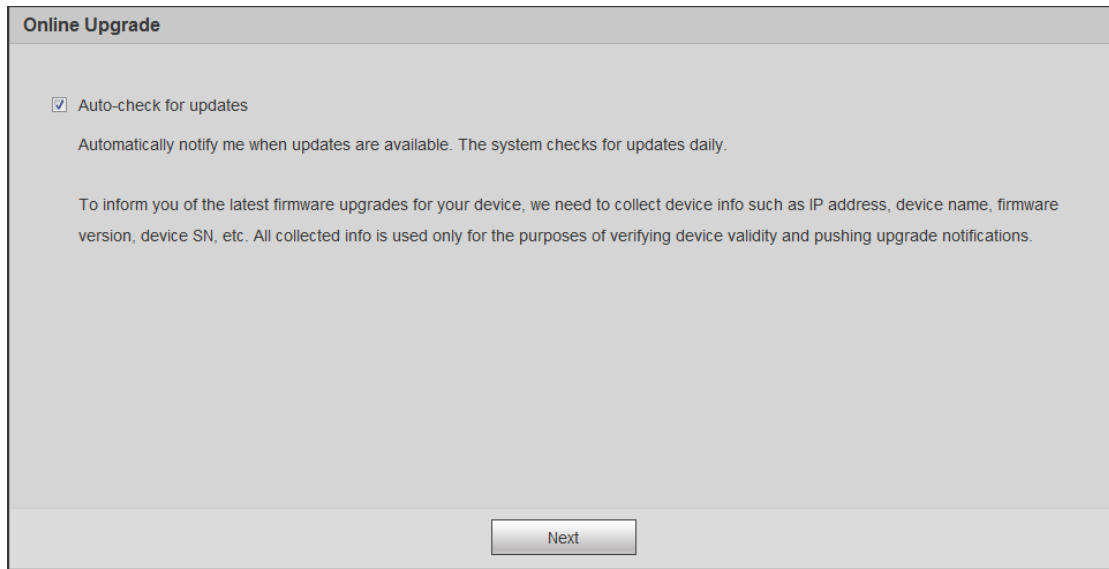 Online Upgrade
Auto-check for updates
Automatically notify me when updates are available. The system checks for updates daily.
To inform you of the latest firmware upgrades for your device, we need to collect device info such as IP address, device name, firmware
version, device SN, etc. All collected info is used only for the purposes of verifying device validity and pushing upgrade notifications.
Next